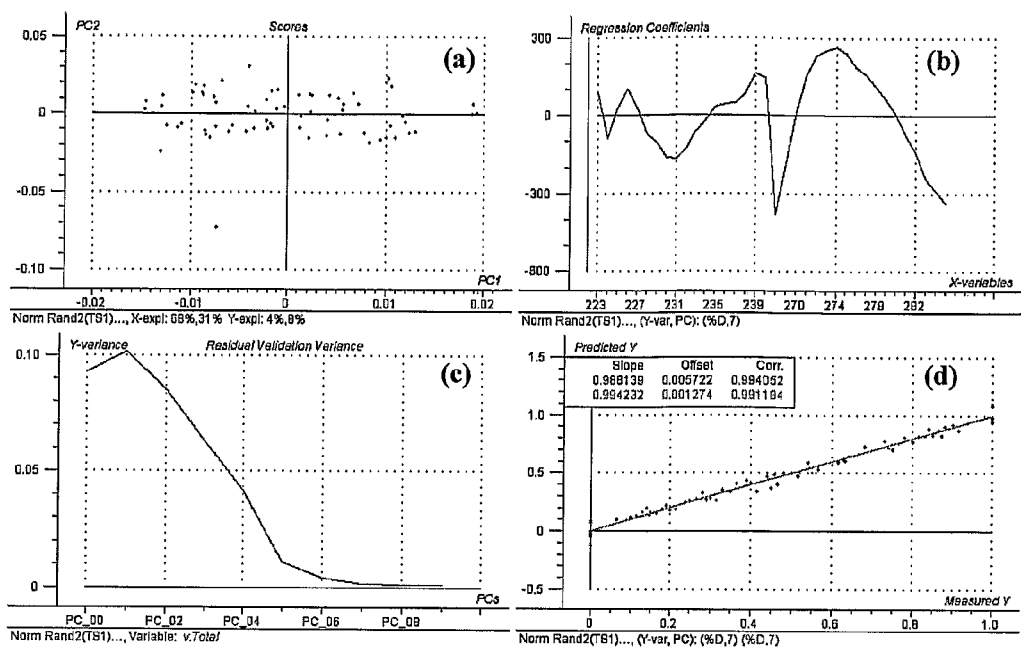 PC2 Scores
(a)
0.05
0
-0.05
-0.10
PC1
-0.02 -0.01 0 0.01 0.02
Norm Rand2(TS1)..., X-expl: 68%,31% Y-expl: 4%,8%
Regression Coefficients
(b)
300
0
-300
-600
X-variables
223 227 231 235 239 270 274 278 282
Norm Rand2(TS1)..., (Y-var, PC): (%D,7)
Y-variance Residual Validation Variance
(c)
0.10
0.05
0
PCs
PC_00 PC_02 PC_04 PC_06 PC_08
Norm Rand2(TS1)..., Variable: v.Total
Predicted Y
(d)
Slope Offset Corr.
0.988139 0.005722 0.994052
0.994232 0.001274 0.991184
1.5
1.0
0.5
0
-0.5
Measured Y
0 0.2 0.4 0.6 0.8 1.0
Norm Rand2(TS1)..., (Y-var, PC): (%D,7) (%D,7)